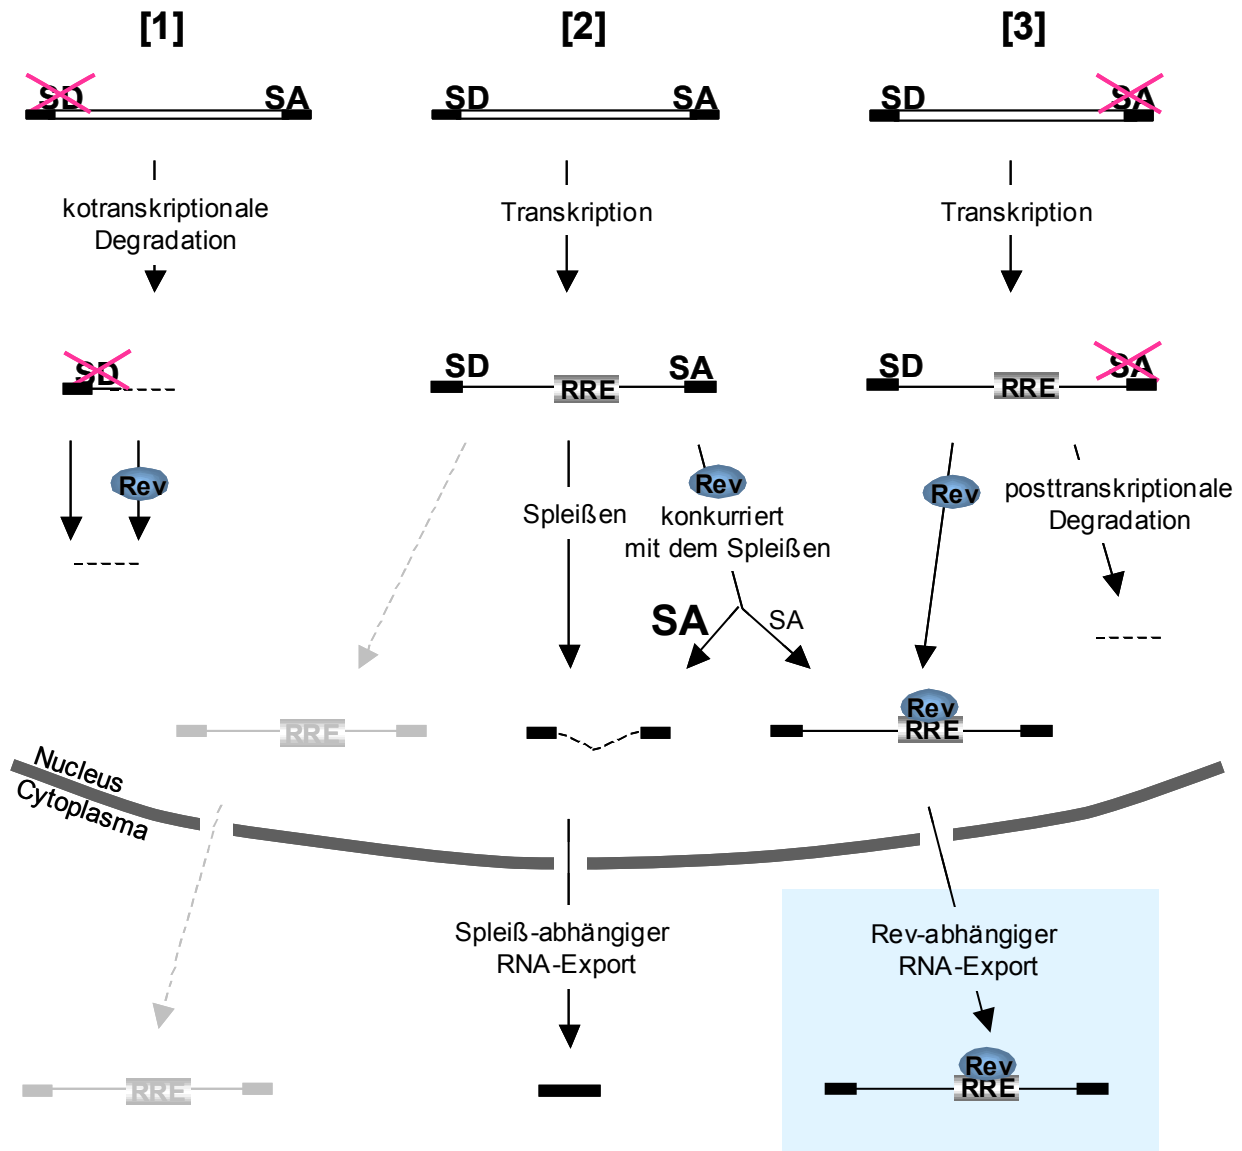 [1]
[2]
[3]
SD
SA
SD
SA
SD
SA
kotranskriptionale
Degradation
Transkription
Transkription
SD
SD
RRE
SA
SD
RRE
SA
Rev
Spleißen
Rev
konkurriert
mit dem Spleißen
SA
SA
Rev
posttranskriptionale
Degradation
RRE
Rev
RRE
Nucleus
Cytoplasma
Spleiß-abhängiger
RNA-Export
Rev-abhängiger
RNA-Export
RRE
Rev
RRE